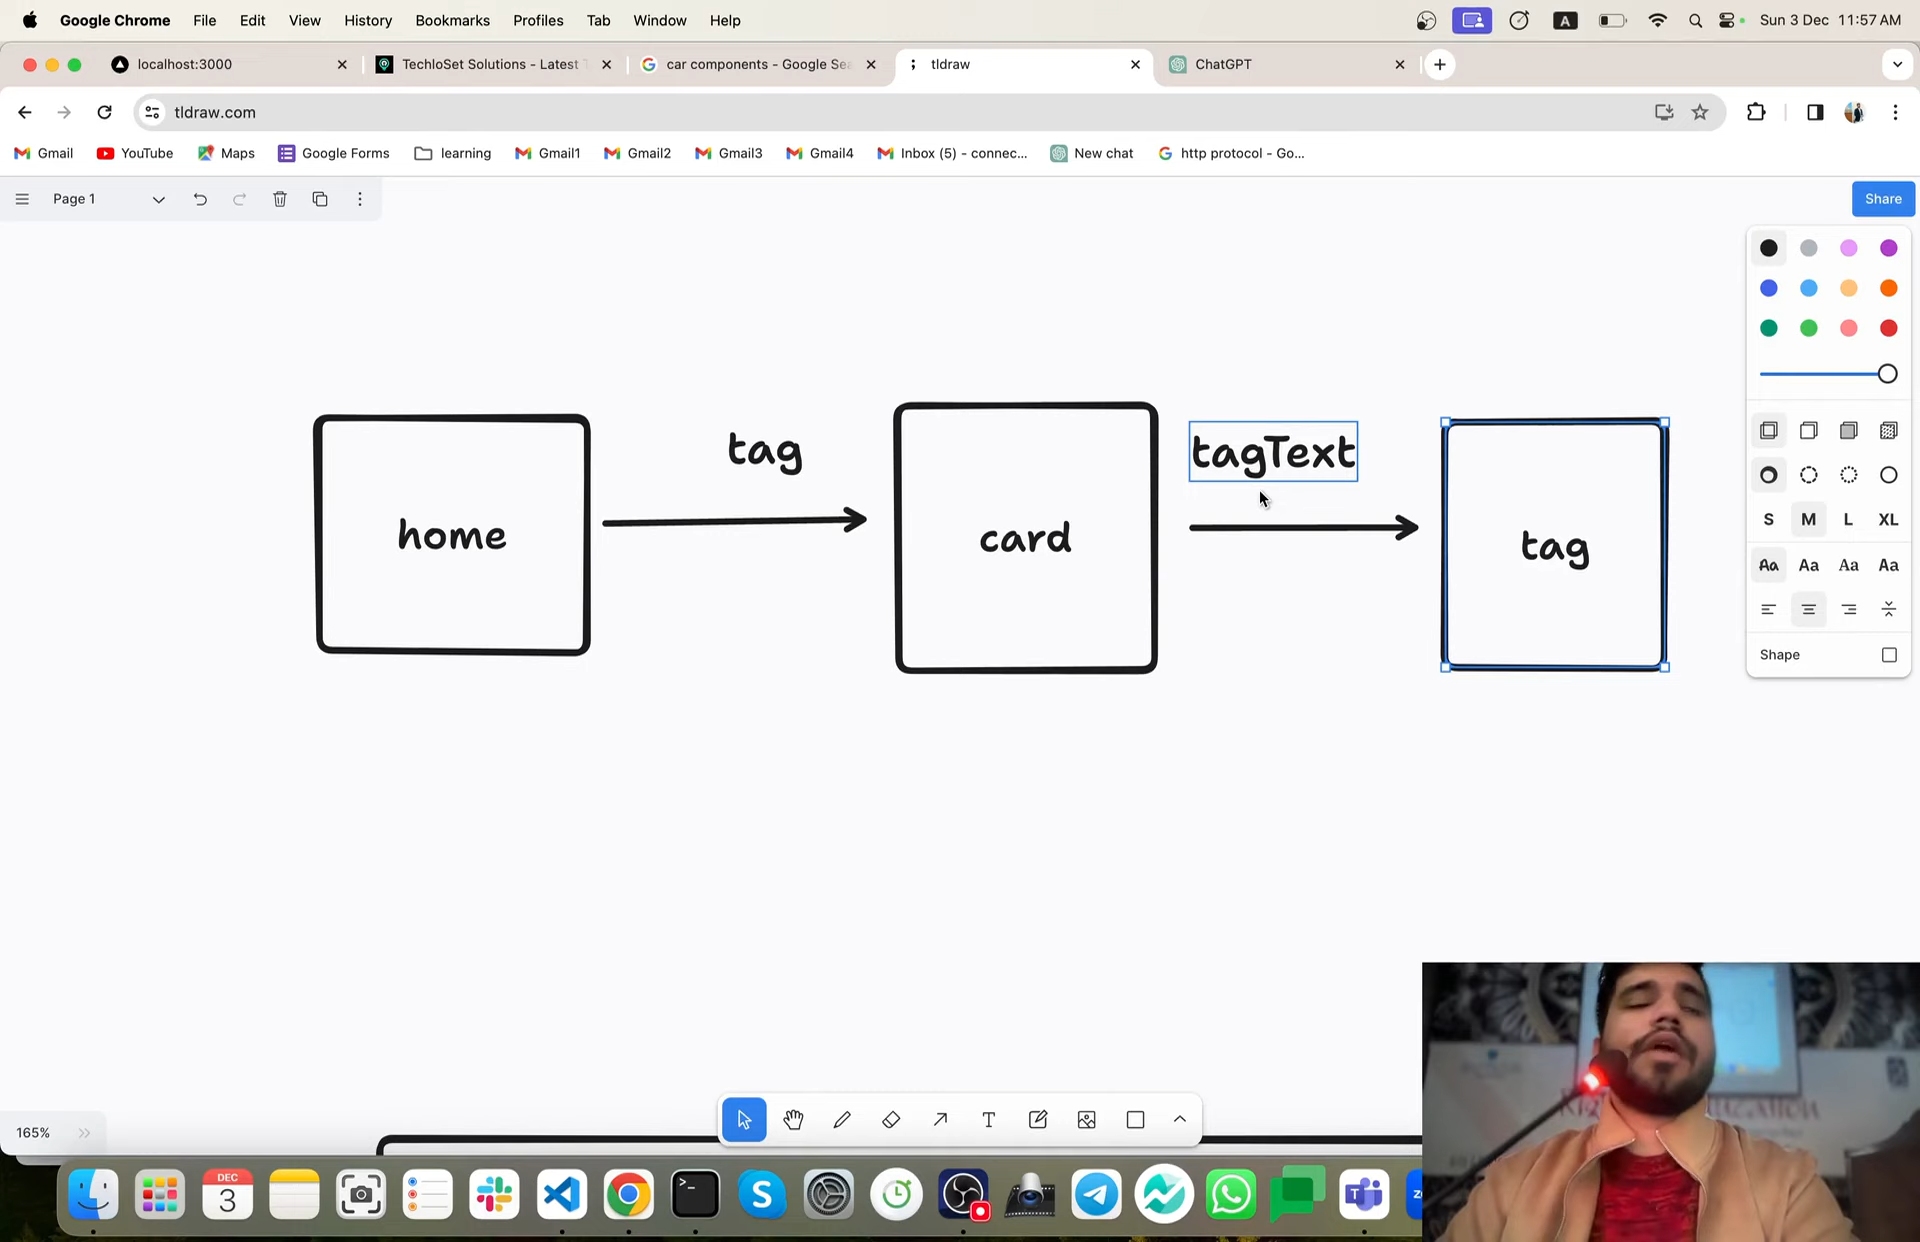 Google Chrome File Edit View History Bookmarks Profiles Tab Window Help
A
Sun 3 Dec 11:57 AM
localhost:3000
TechloSet Solutions - Latest
car components - Google Sea
tldraw
ChatGPT
tldraw.com
Gmail
YouTube
Maps
Google Forms
learning
Gmail1
Gmail2
Gmail3
Gmail4
Inbox (5) - connec...
New chat
http protocol - Go...
Page 1
Share
home
tag
card
tagText
tag
S M L XL
Aa Aa Aa Aa
Shape
T
165%
DEC
3
S
T